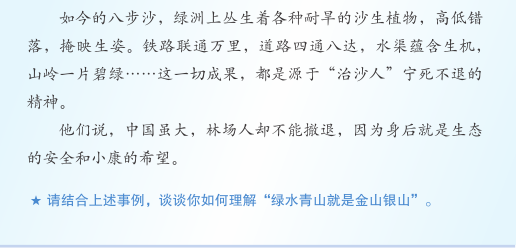 如今的八步沙，绿洲上丛生着各种耐旱的沙生植物，高低错
落，掩映生姿。铁路联通万里，道路四通八达，水渠蕴含生机，
山岭一片碧绿……这一切成果，都是源于“治沙人”宁死不退的
精神。
他们说，中国虽大，林场人却不能撤退，因为身后就是生态
的安全和小康的希望。
★ 请结合上述事例，谈谈你如何理解“绿水青山就是金山银山”。